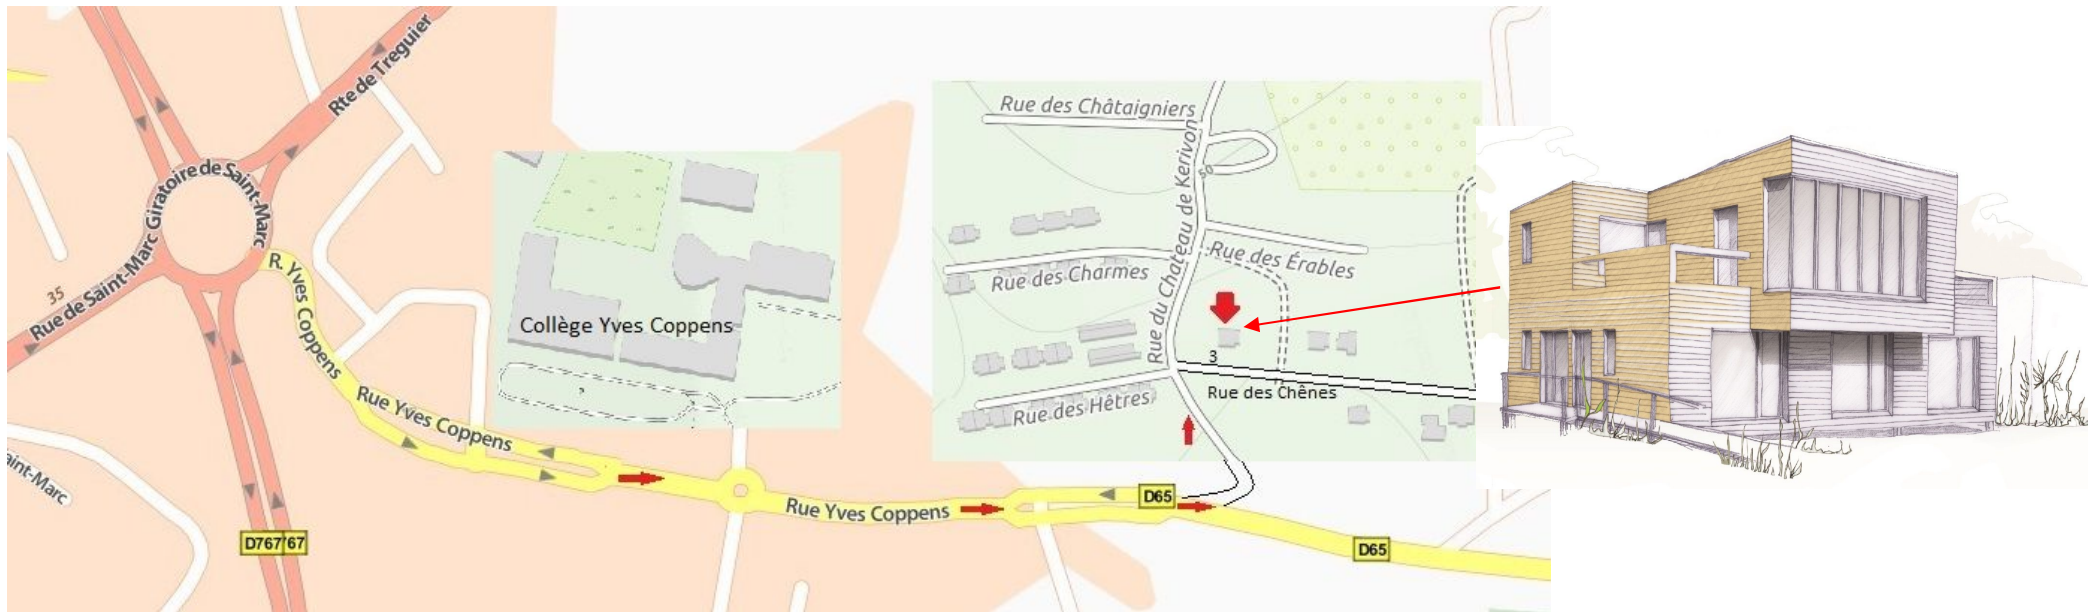 Rte de Treguier
Giratoire de Saint-Marc
Rue de Saint-Marc
35
R. Yves Coppens
Rue Yves Coppens
Collège Yves Coppens
?
Rue des Châtaigniers
Rue du Chateau de Kerivon
50
Rue des Charmes
Rue des Érables
3
Rue des Chênes
Rue des Hêtres
Rue Yves Coppens
D65
D65
D767
67
aint-Marc